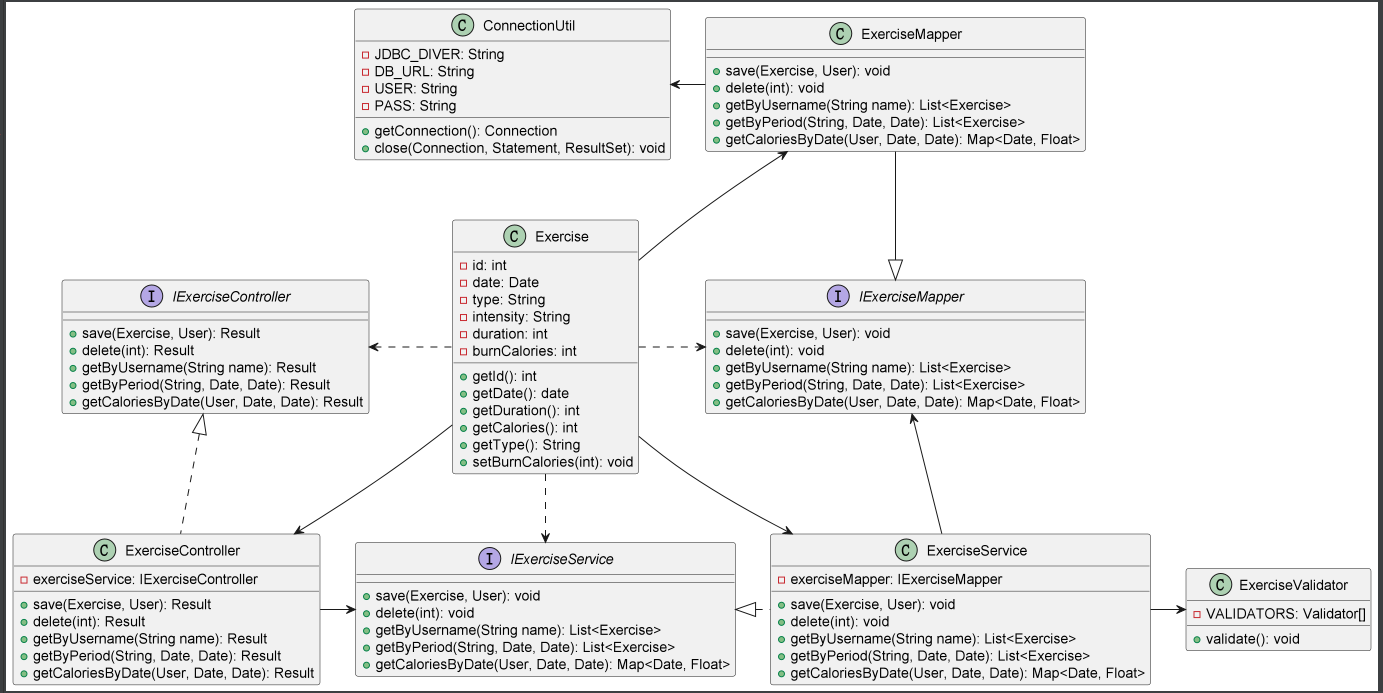 C ConnectionUtil
JDBC_DIVER: String
DB_URL: String
USER: String
PASS: String
getConnection(): Connection
close(Connection, Statement, ResultSet): void
C ExerciseMapper
save(Exercise, User): void
delete(int): void
getByUsername(String name): List<Exercise>
getByPeriod(String, Date, Date): List<Exercise>
getCaloriesByDate(User, Date, Date): Map<Date, Float>
C Exercise
id: int
date: Date
type: String
intensity: String
duration: int
burnCalories: int
getId(): int
getDate(): date
getDuration(): int
getCalories(): int
getType(): String
setBurnCalories(int): void
I IExerciseController
save(Exercise, User): Result
delete(int): Result
getByUsername(String name): Result
getByPeriod(String, Date, Date): Result
getCaloriesByDate(User, Date, Date): Result
I IExerciseMapper
save(Exercise, User): void
delete(int): void
getByUsername(String name): List<Exercise>
getByPeriod(String, Date, Date): List<Exercise>
getCaloriesByDate(User, Date, Date): Map<Date, Float>
C ExerciseController
exerciseService: IExerciseController
save(Exercise, User): Result
delete(int): Result
getByUsername(String name): Result
getByPeriod(String, Date, Date): Result
getCaloriesByDate(User, Date, Date): Result
I IExerciseService
save(Exercise, User): void
delete(int): void
getByUsername(String name): List<Exercise>
getByPeriod(String, Date, Date): List<Exercise>
getCaloriesByDate(User, Date, Date): Map<Date, Float>
C ExerciseService
exerciseMapper: IExerciseMapper
save(Exercise, User): void
delete(int): void
getByUsername(String name): List<Exercise>
getByPeriod(String, Date, Date): List<Exercise>
getCaloriesByDate(User, Date, Date): Map<Date, Float>
C ExerciseValidator
VALIDATORS: Validator[]
validate(): void